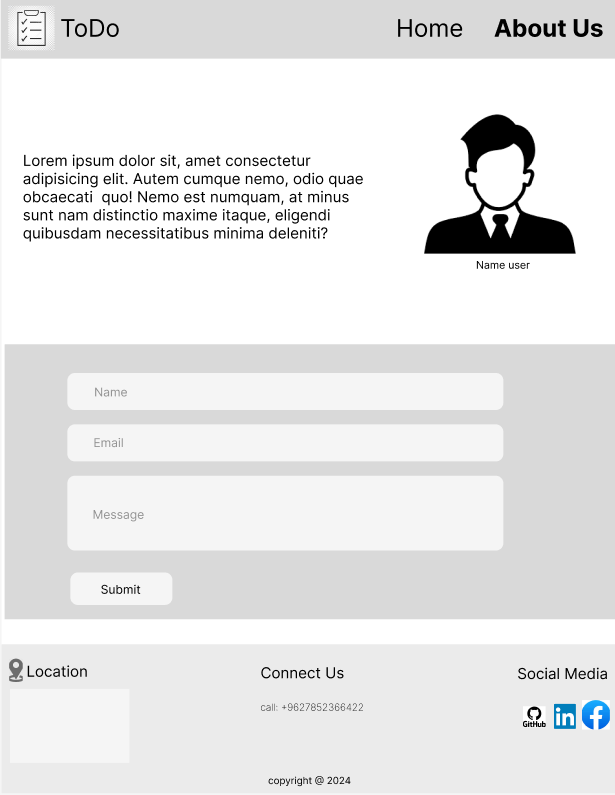 ToDo
Home
About Us
Lorem ipsum dolor sit, amet consectetur
adipisicing elit. Autem cumque nemo, odio quae
obcaecati  quo! Nemo est numquam, at minus
sunt nam distinctio maxime itaque, eligendi
quibusdam necessitatibus minima deleniti?
Name user
Name
Email
Message
Submit
Location
Connect Us
Social Media
call: +9627852366422
GitHub
in
f
copyright @ 2024